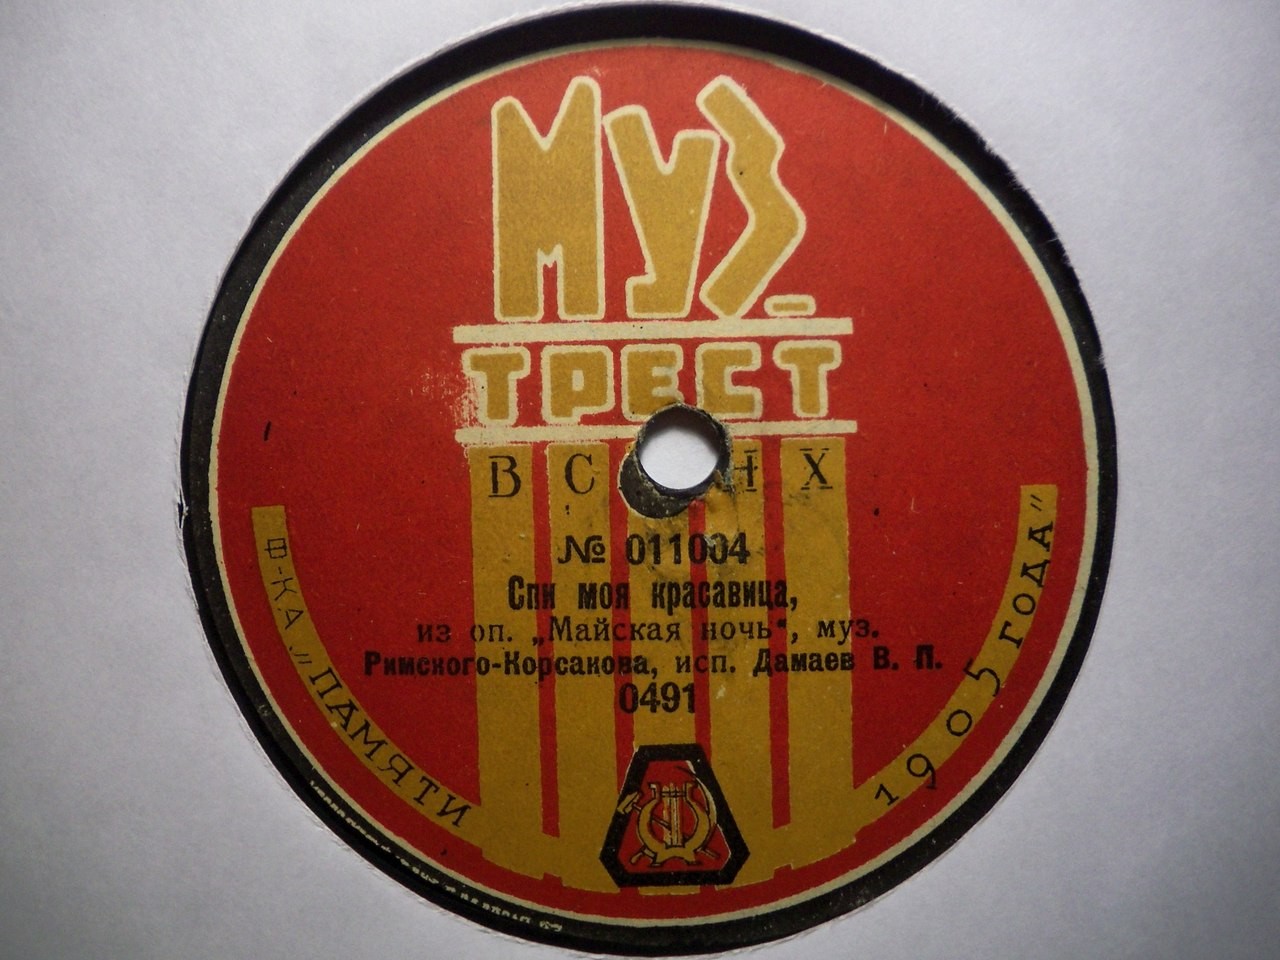 МУЗ-
ТРЕСТ
ВСНХ
№ 011004
Спи моя красавица,
из оп. „Майская ночь“, муз.
Римского-Корсакова, исп. Дамаев В. П.
0491
Ф-КА „ПАМЯТИ
1905 ГОДА”